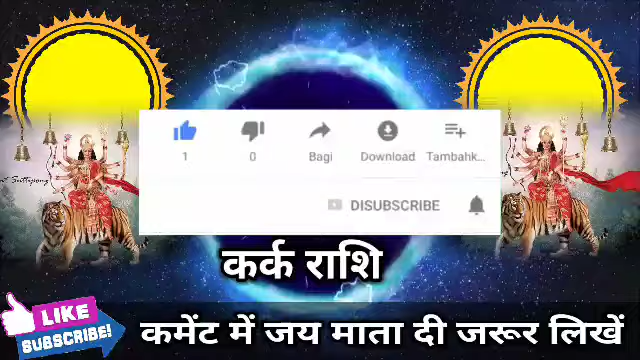 1 0 Bagi Download Tambahk...
DISUBSCRIBE
कर्क राशि
LIKE
SUBSCRIBE!
कमेंट में जय माता दी जरूर लिखें